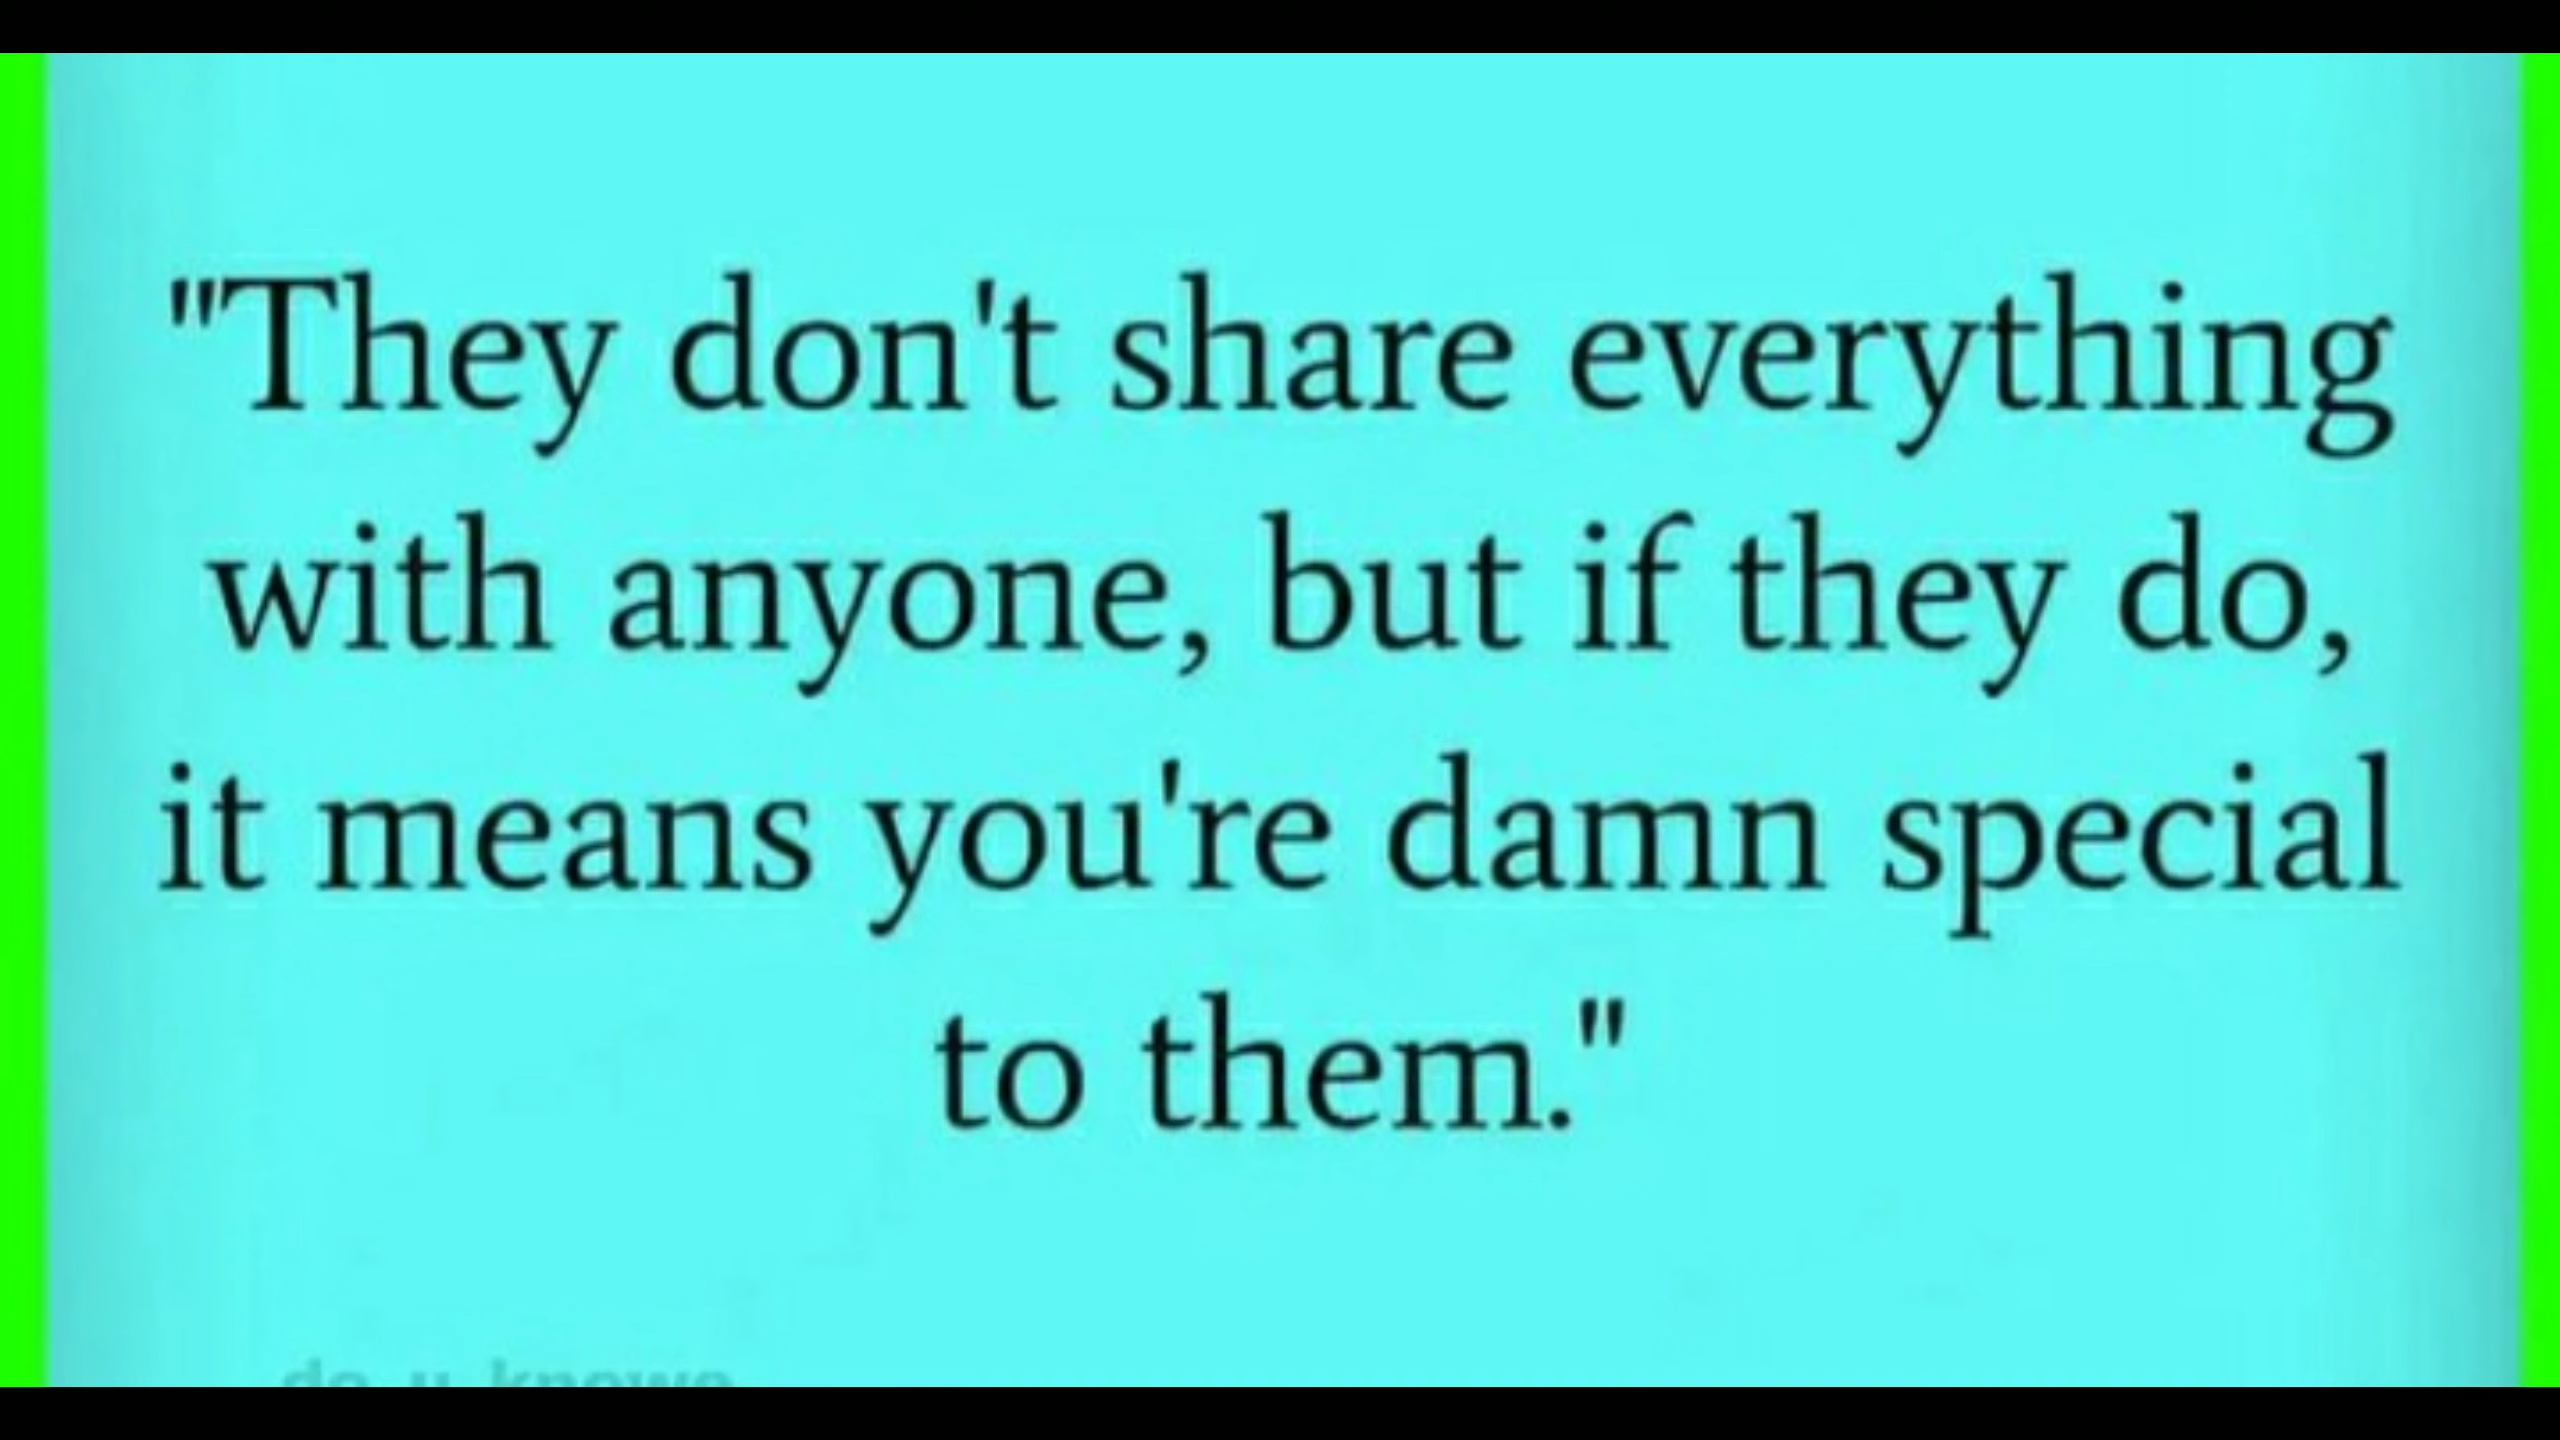 "They don't share everything
with anyone, but if they do,
it means you're damn special
to them."